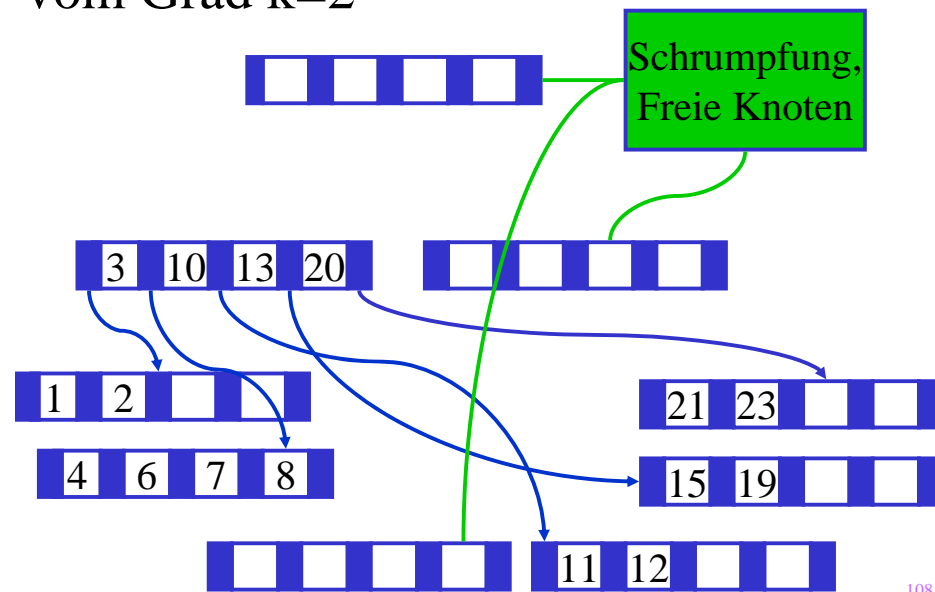 vom Grad k=2
Schrumpfung,
Freie Knoten
3 10 13 20
1 2
21 23
4 6 7 8
15 19
11 12
108